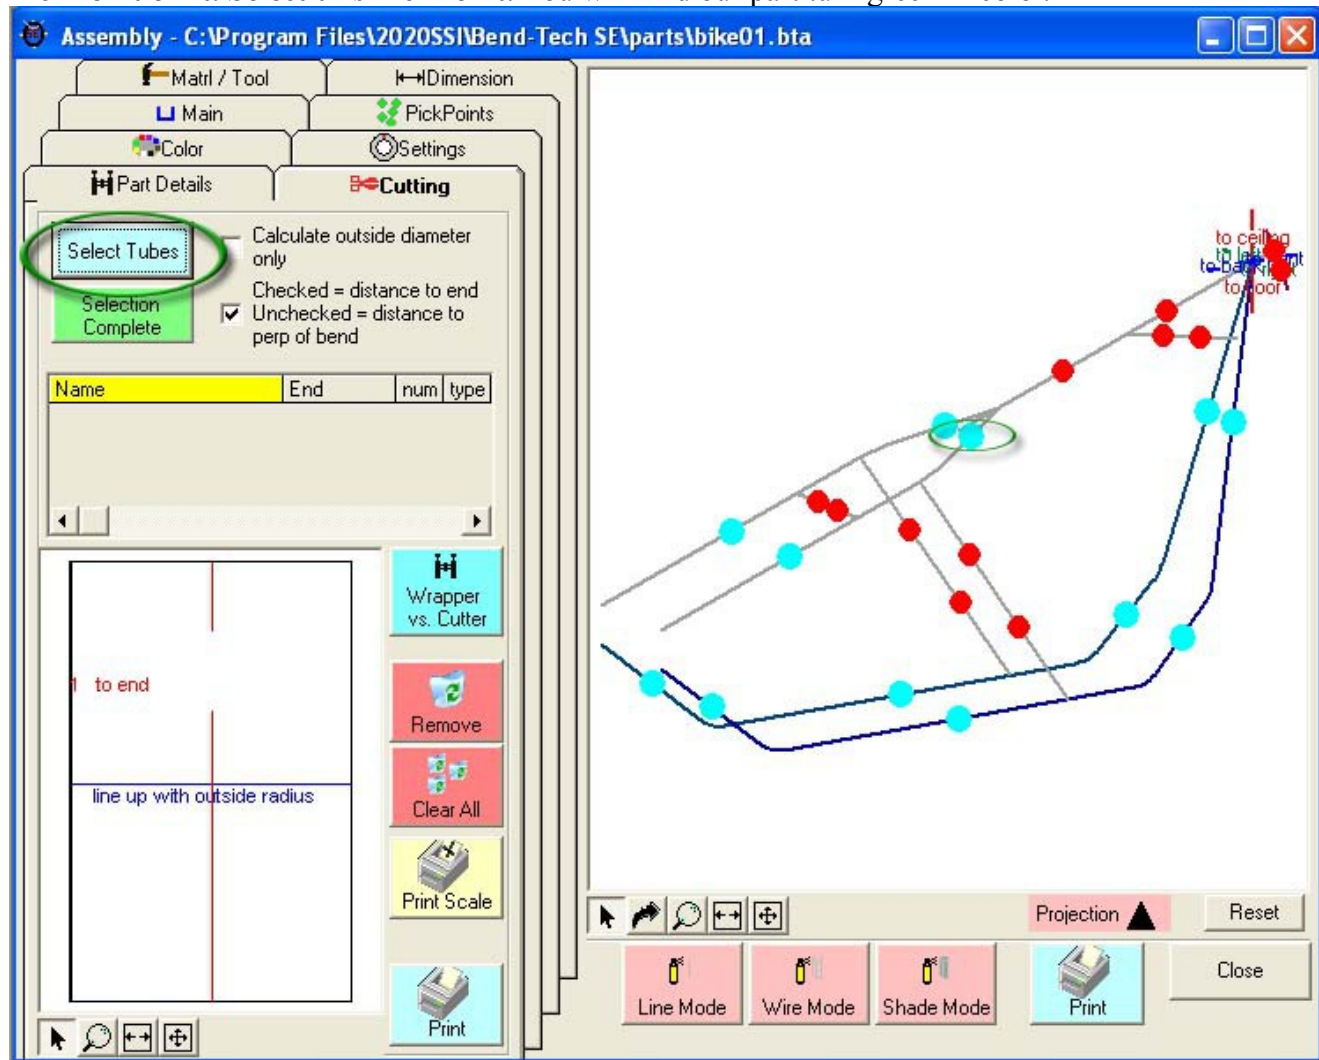 Assembly - C:\Program Files\2020SSI\Bend-Tech SE\parts\bike01.bta
Matrl / Tool
Dimension
Main
PickPoints
Color
Settings
Part Details
Cutting
Select Tubes
Calculate outside diameter
only
Selection
Complete
Checked = distance to end
Unchecked = distance to
perp of bend
Name End num type
1 to end
line up with outside radius
Wrapper
vs. Cutter
Remove
Clear All
Print Scale
Print
to ceiling
Projection
Reset
Line Mode
Wire Mode
Shade Mode
Print
Close